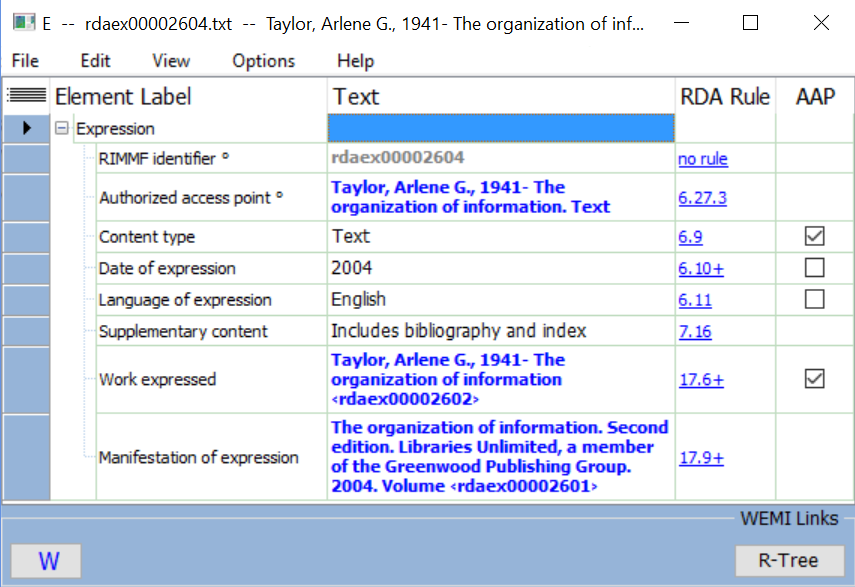 E -- rdaex00002604.txt -- Taylor, Arlene G., 1941- The organization of inf...
File Edit View Options Help
Element Label Text RDA Rule AAP
Expression
RIMMF identifier º rdaex00002604 no rule
Authorized access point º Taylor, Arlene G., 1941- The
organization of information. Text 6.27.3
Content type Text 6.9
Date of expression 2004 6.10+
Language of expression English 6.11
Supplementary content Includes bibliography and index 7.16
Work expressed Taylor, Arlene G., 1941- The
organization of information 17.6+
<rdaex00002602>
Manifestation of expression The organization of information. Second
edition. Libraries Unlimited, a member
of the Greenwood Publishing Group. 17.9+
2004. Volume <rdaex00002601>
WEMI Links
W R-Tree